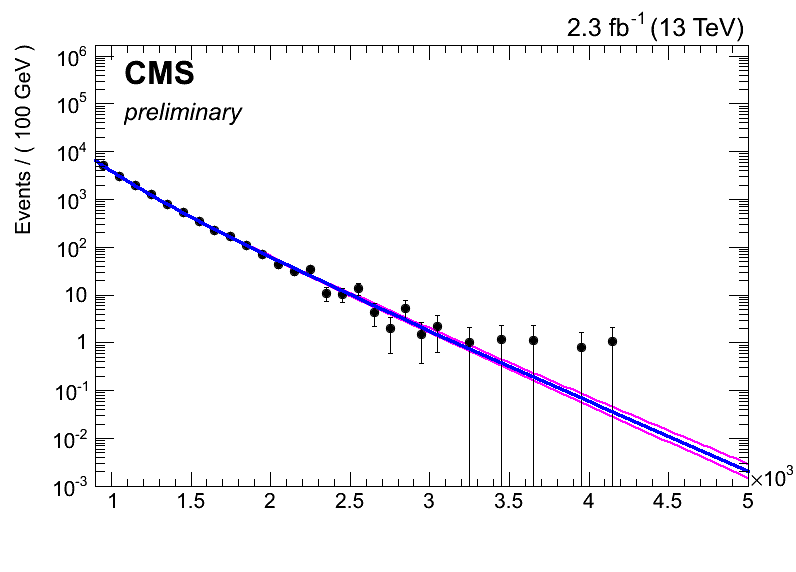 2.3 fb⁻¹ (13 TeV)
CMS
preliminary
Events / ( 100 GeV )
10⁶
10⁵
10⁴
10³
10²
10
1
10⁻¹
10⁻²
10⁻³
1 1.5 2 2.5 3 3.5 4 4.5 5
×10³